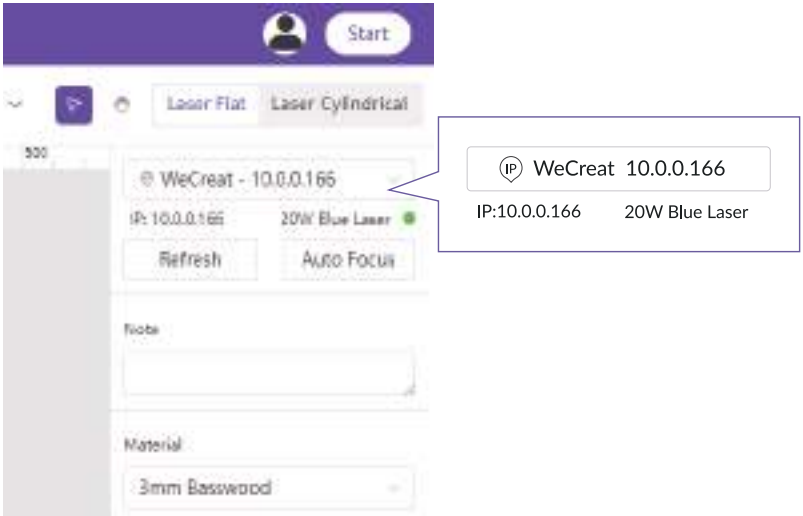 Start
Laser Flat Laser Cylindrical
500
WeCreat - 10.0.0.166
IP: 10.0.0.166 20W Blue Laser
Refresh Auto Focus
Note
Material
3mm Basswood
IP WeCreat 10.0.0.166
IP:10.0.0.166 20W Blue Laser